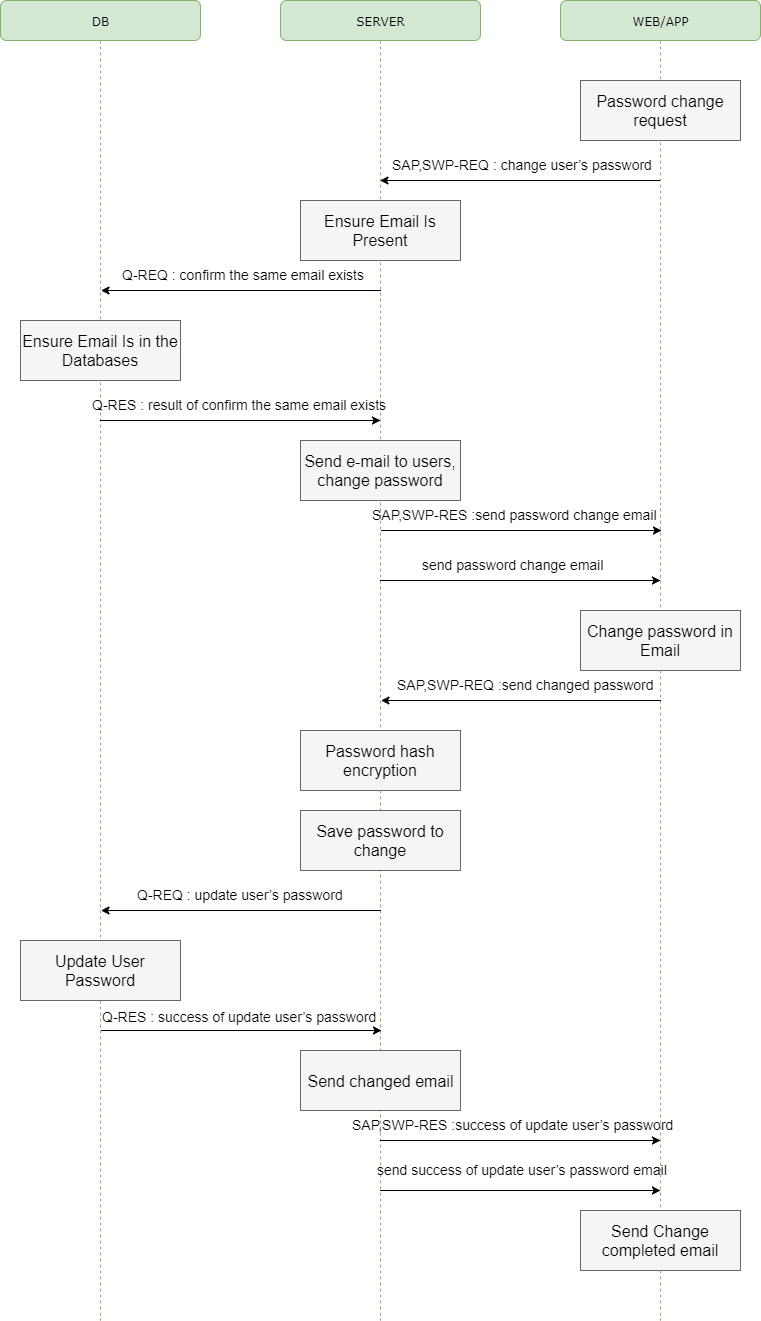 DB
SERVER
WEB/APP
Password change
request
SAP,SWP-REQ : change user's password
Ensure Email Is
Present
Q-REQ : confirm the same email exists
Ensure Email Is in the
Databases
Q-RES : result of confirm the same email exists
Send e-mail to users,
change password
SAP,SWP-RES :send password change email
send password change email
Change password in
Email
SAP,SWP-REQ :send changed password
Password hash
encryption
Save password to
change
Q-REQ : update user's password
Update User
Password
Q-RES : success of update user's password
Send changed email
SAP,SWP-RES :success of update user's password
send success of update user's password email
Send Change
completed email